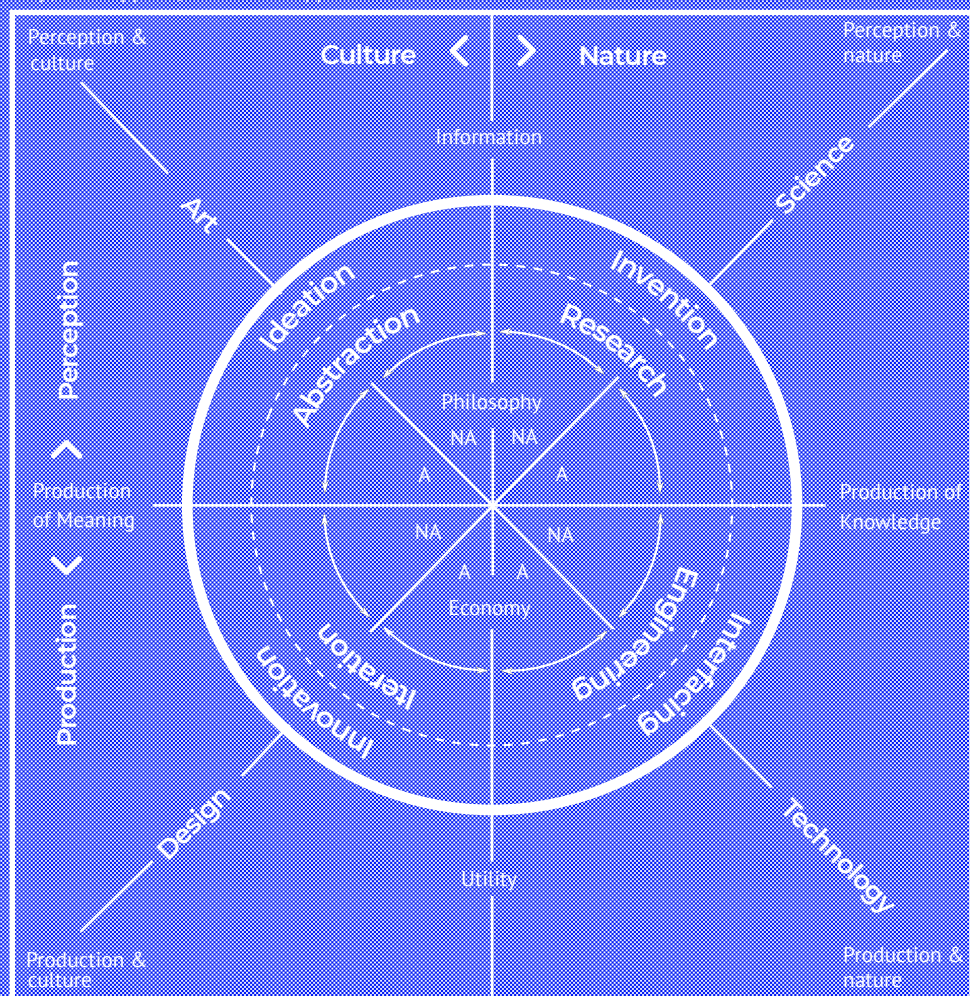 Perception &
culture
Culture
Nature
Perception &
nature
Information
Art
Science
Perception
Ideation
Invention
Abstraction
Research
Philosophy
NA
NA
A
A
Production
of Meaning
Production of
Knowledge
NA
NA
A
A
Economy
Production
Iteration
Engineering
Innovation
Interfacing
Design
Technology
Utility
Production &
culture
Production &
nature